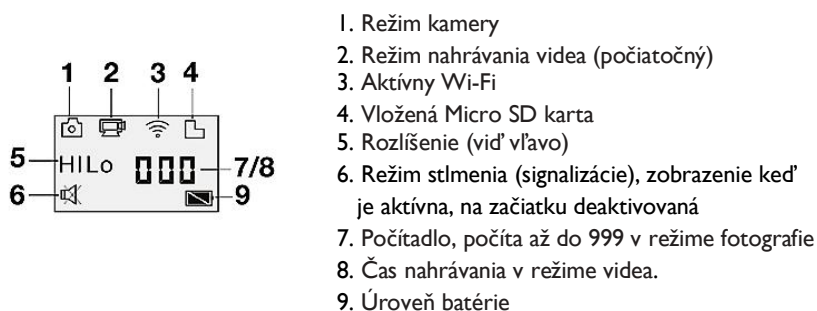 1. Režim kamery
2. Režim nahrávania videa (počiatočný)
3. Aktívny Wi-Fi
4. Vložená Micro SD karta
5. Rozlíšenie (viď vľavo)
6. Režim stlmenia (signalizácie), zobrazenie keď
je aktívna, na začiatku deaktivovaná
7. Počítadlo, počíta až do 999 v režime fotografie
8. Čas nahrávania v režime videa.
9. Úroveň batérie
1 2 3 4
5 HILo 000 7/8
6 9